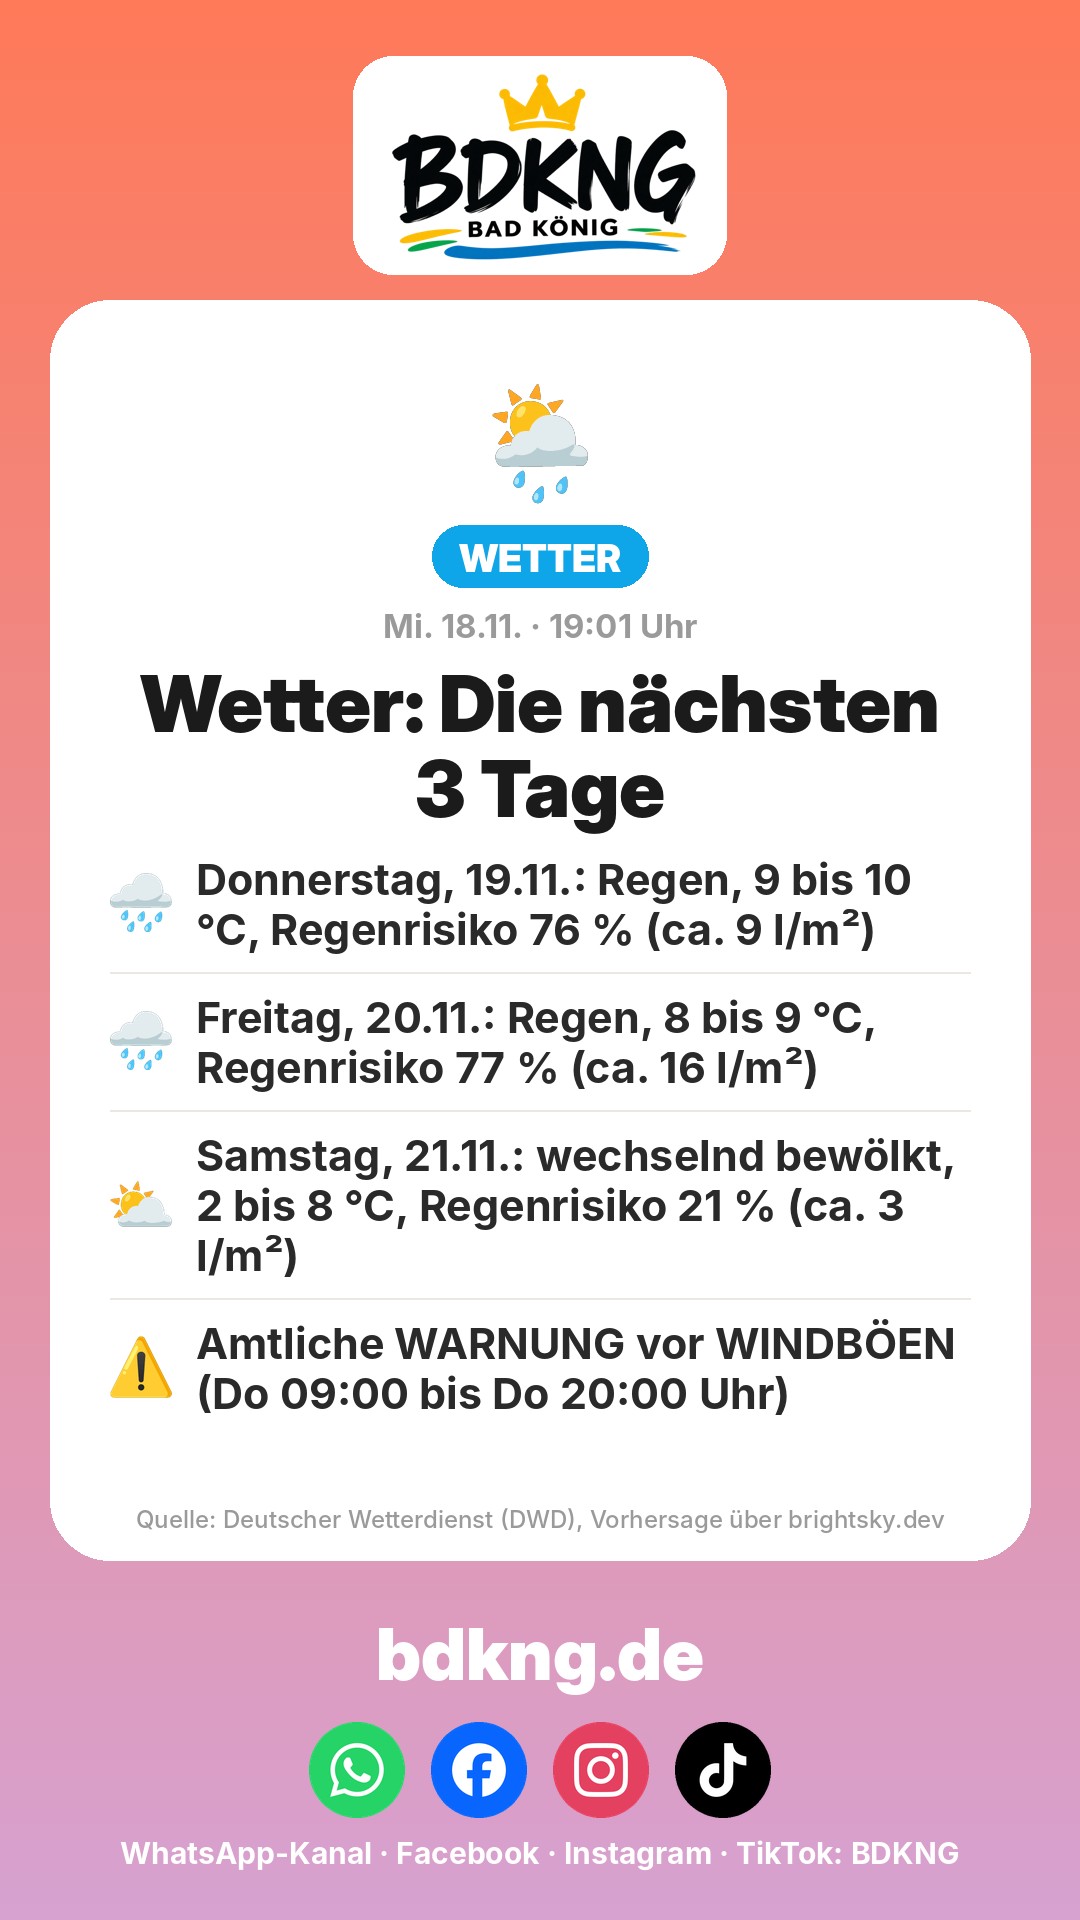 BDKNG
BAD KÖNIG
WETTER
Mi. 18.11. · 19:01 Uhr
Wetter: Die nächsten
3 Tage
Donnerstag, 19.11.: Regen, 9 bis 10
°C, Regenrisiko 76 % (ca. 9 l/m²)
Freitag, 20.11.: Regen, 8 bis 9 °C,
Regenrisiko 77 % (ca. 16 l/m²)
Samstag, 21.11.: wechselnd bewölkt,
2 bis 8 °C, Regenrisiko 21 % (ca. 3
l/m²)
Amtliche WARNUNG vor WINDBÖEN
(Do 09:00 bis Do 20:00 Uhr)
Quelle: Deutscher Wetterdienst (DWD), Vorhersage über brightsky.dev
bdkng.de
WhatsApp-Kanal · Facebook · Instagram · TikTok: BDKNG